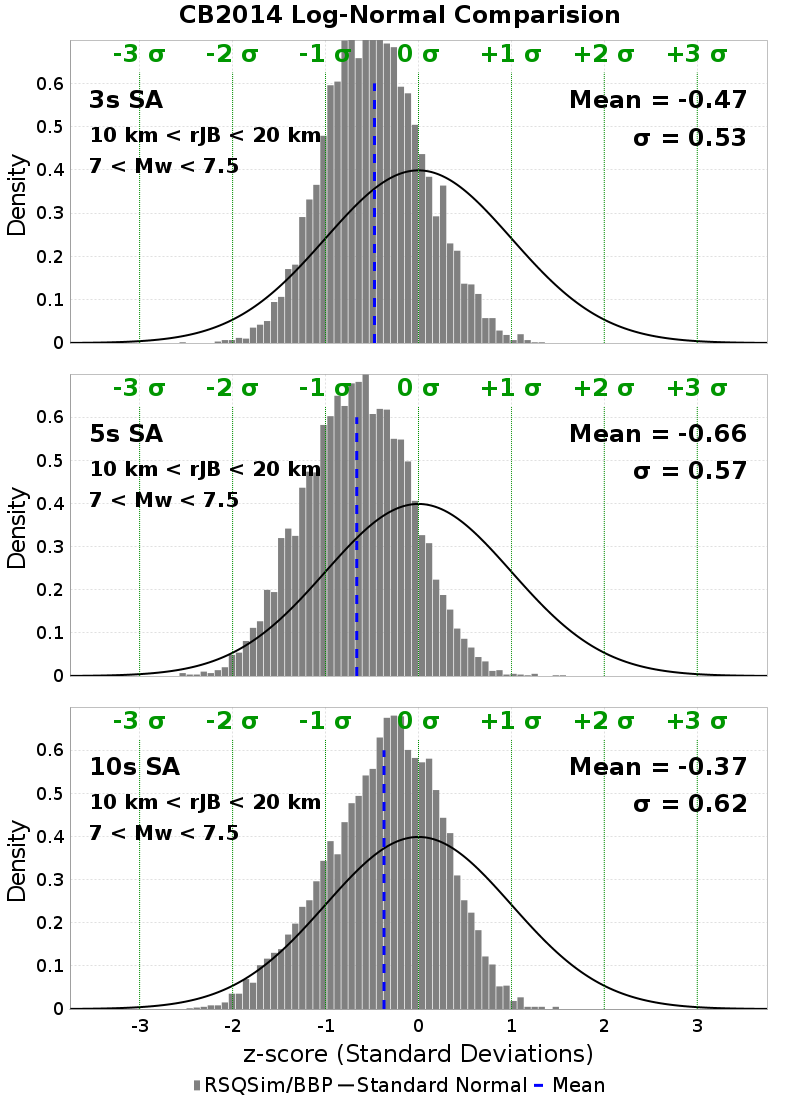 CB2014 Log-Normal Comparision
-3 σ -2 σ -1 σ 0 σ +1 σ +2 σ +3 σ
3s SA
10 km < rJB < 20 km
7 < Mw < 7.5
Mean = -0.47
σ = 0.53
Density
0.6
0.5
0.4
0.3
0.2
0.1
0
-3 σ -2 σ -1 σ 0 σ +1 σ +2 σ +3 σ
5s SA
10 km < rJB < 20 km
7 < Mw < 7.5
Mean = -0.66
σ = 0.57
Density
0.6
0.5
0.4
0.3
0.2
0.1
0
-3 σ -2 σ -1 σ 0 σ +1 σ +2 σ +3 σ
10s SA
10 km < rJB < 20 km
7 < Mw < 7.5
Mean = -0.37
σ = 0.62
Density
0.6
0.5
0.4
0.3
0.2
0.1
0
-3 -2 -1 0 1 2 3
z-score (Standard Deviations)
RSQSim/BBP Standard Normal Mean